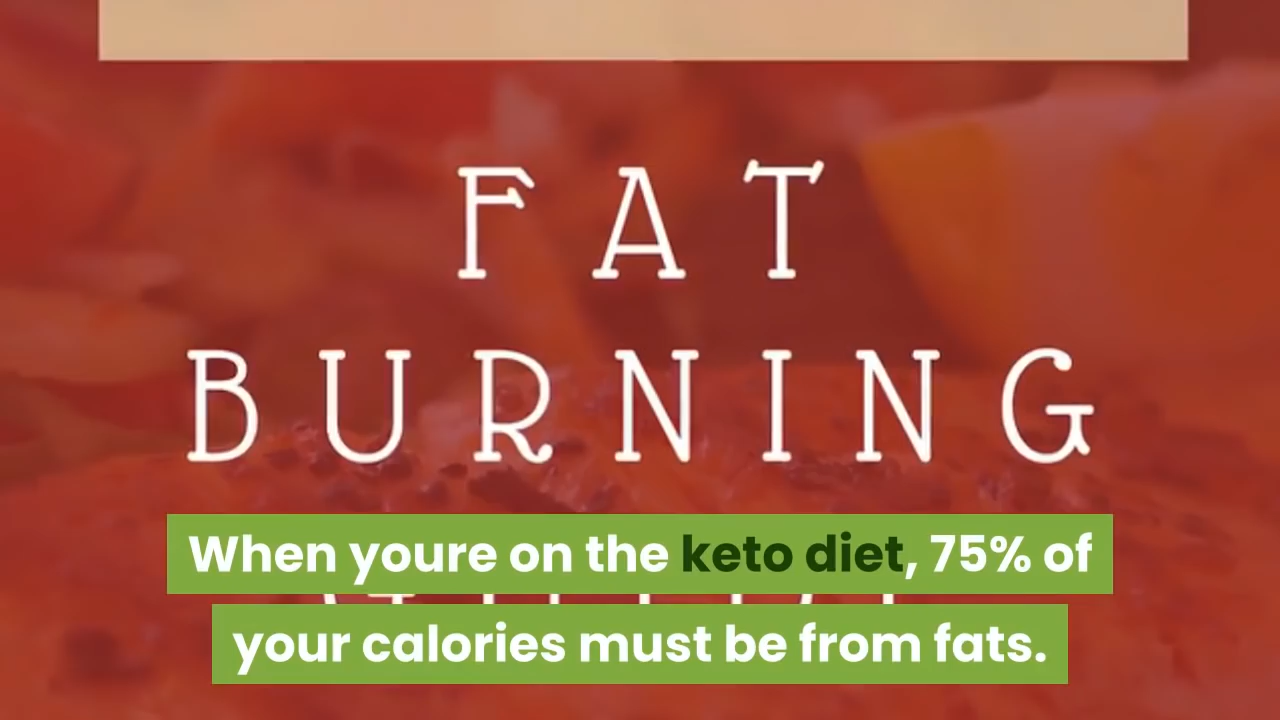 FAT
BURNING
When youre on the keto diet, 75% of
your calories must be from fats.